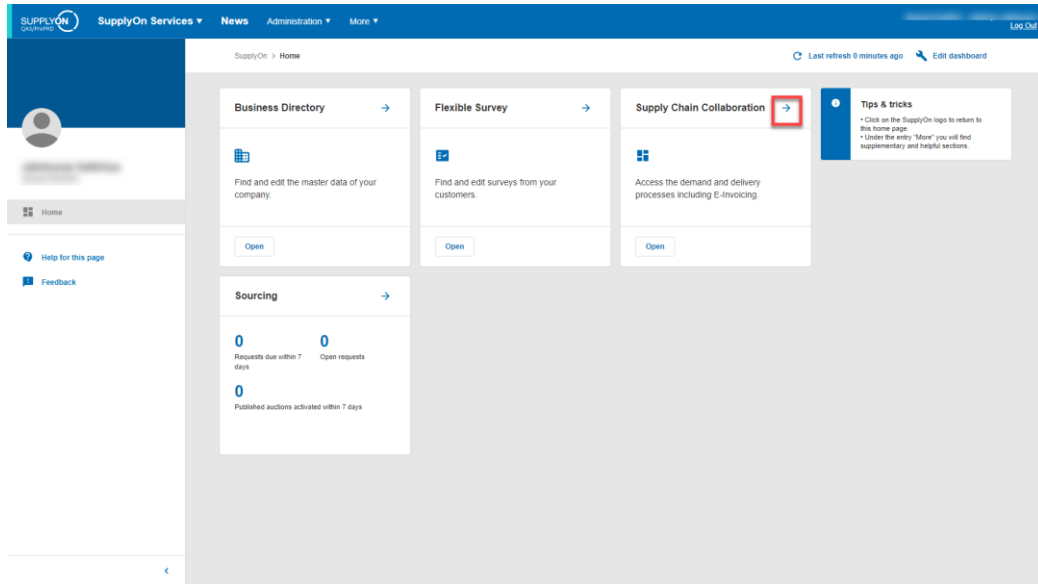 SUPPLYON
QAS/PrePRD
SupplyOn Services ▾ News Administration ▾ More ▾
Log Out
SupplyOn > Home
Last refresh 0 minutes ago Edit dashboard
Business Directory →
Find and edit the master data of your
company.
Open
Flexible Survey →
Find and edit surveys from your
customers.
Open
Supply Chain Collaboration →
Access the demand and delivery
processes including E-Invoicing.
Open
Tips & tricks
• Click on the SupplyOn logo to return to
this home page.
• Under the entry "More" you will find
supplementary and helpful sections.
Home
Help for this page
Feedback
Sourcing →
0 0
Requests due within 7 Open requests
days
0
Published auctions activated within 7 days